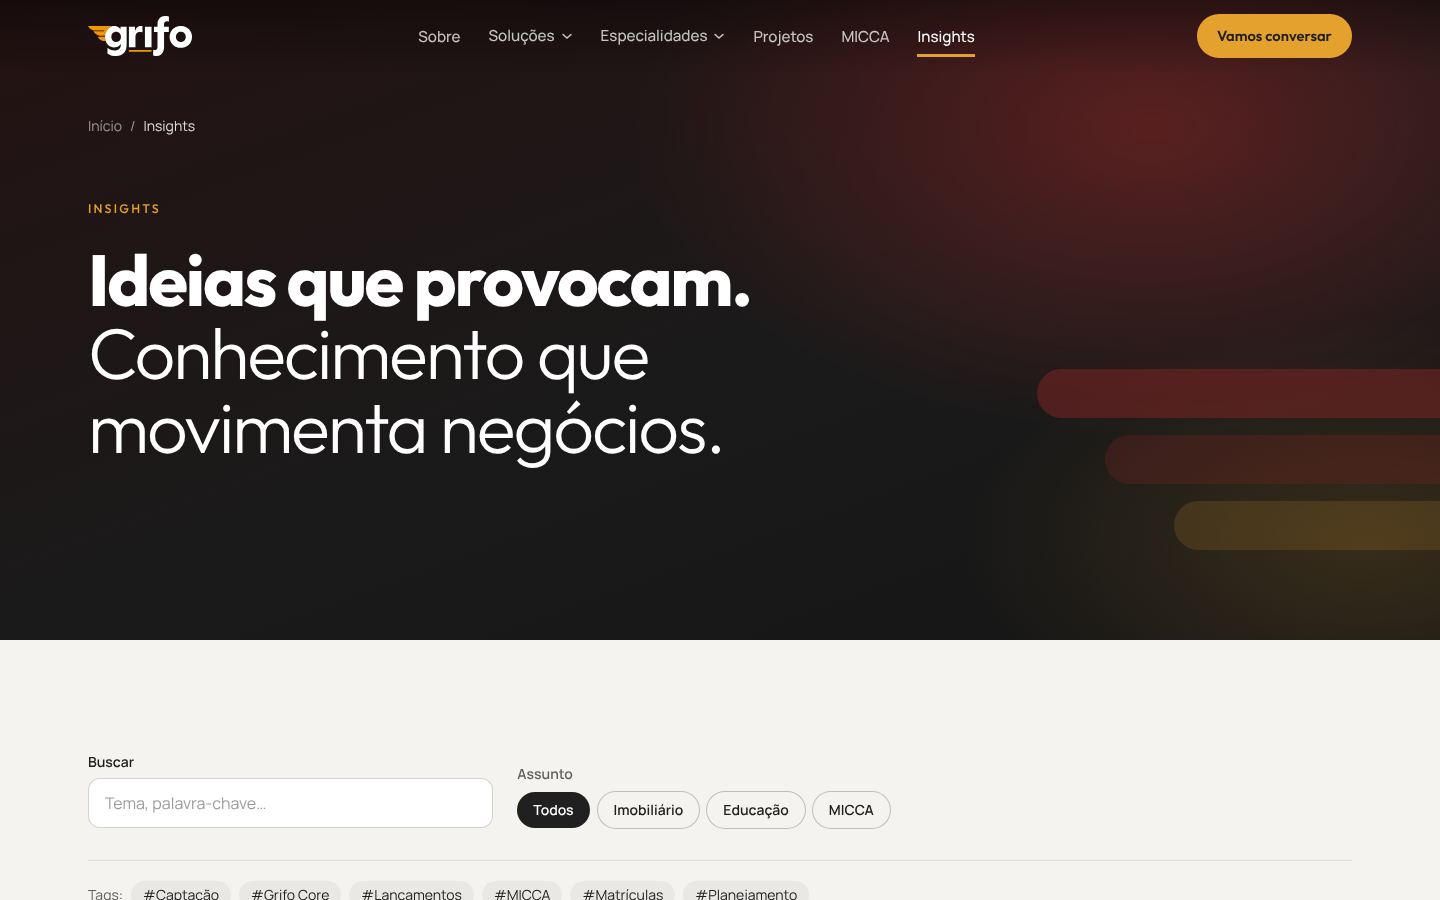 grifo
Sobre Soluções Especialidades Projetos MICCA Insights Vamos conversar
Início / Insights
INSIGHTS
Ideias que provocam.
Conhecimento que
movimenta negócios.
Buscar
Tema, palavra-chave...
Assunto
Todos Imobiliário Educação MICCA
Tags: #Captação #Grifo Core #Lançamentos #MICCA #Matrículas #Planejamento